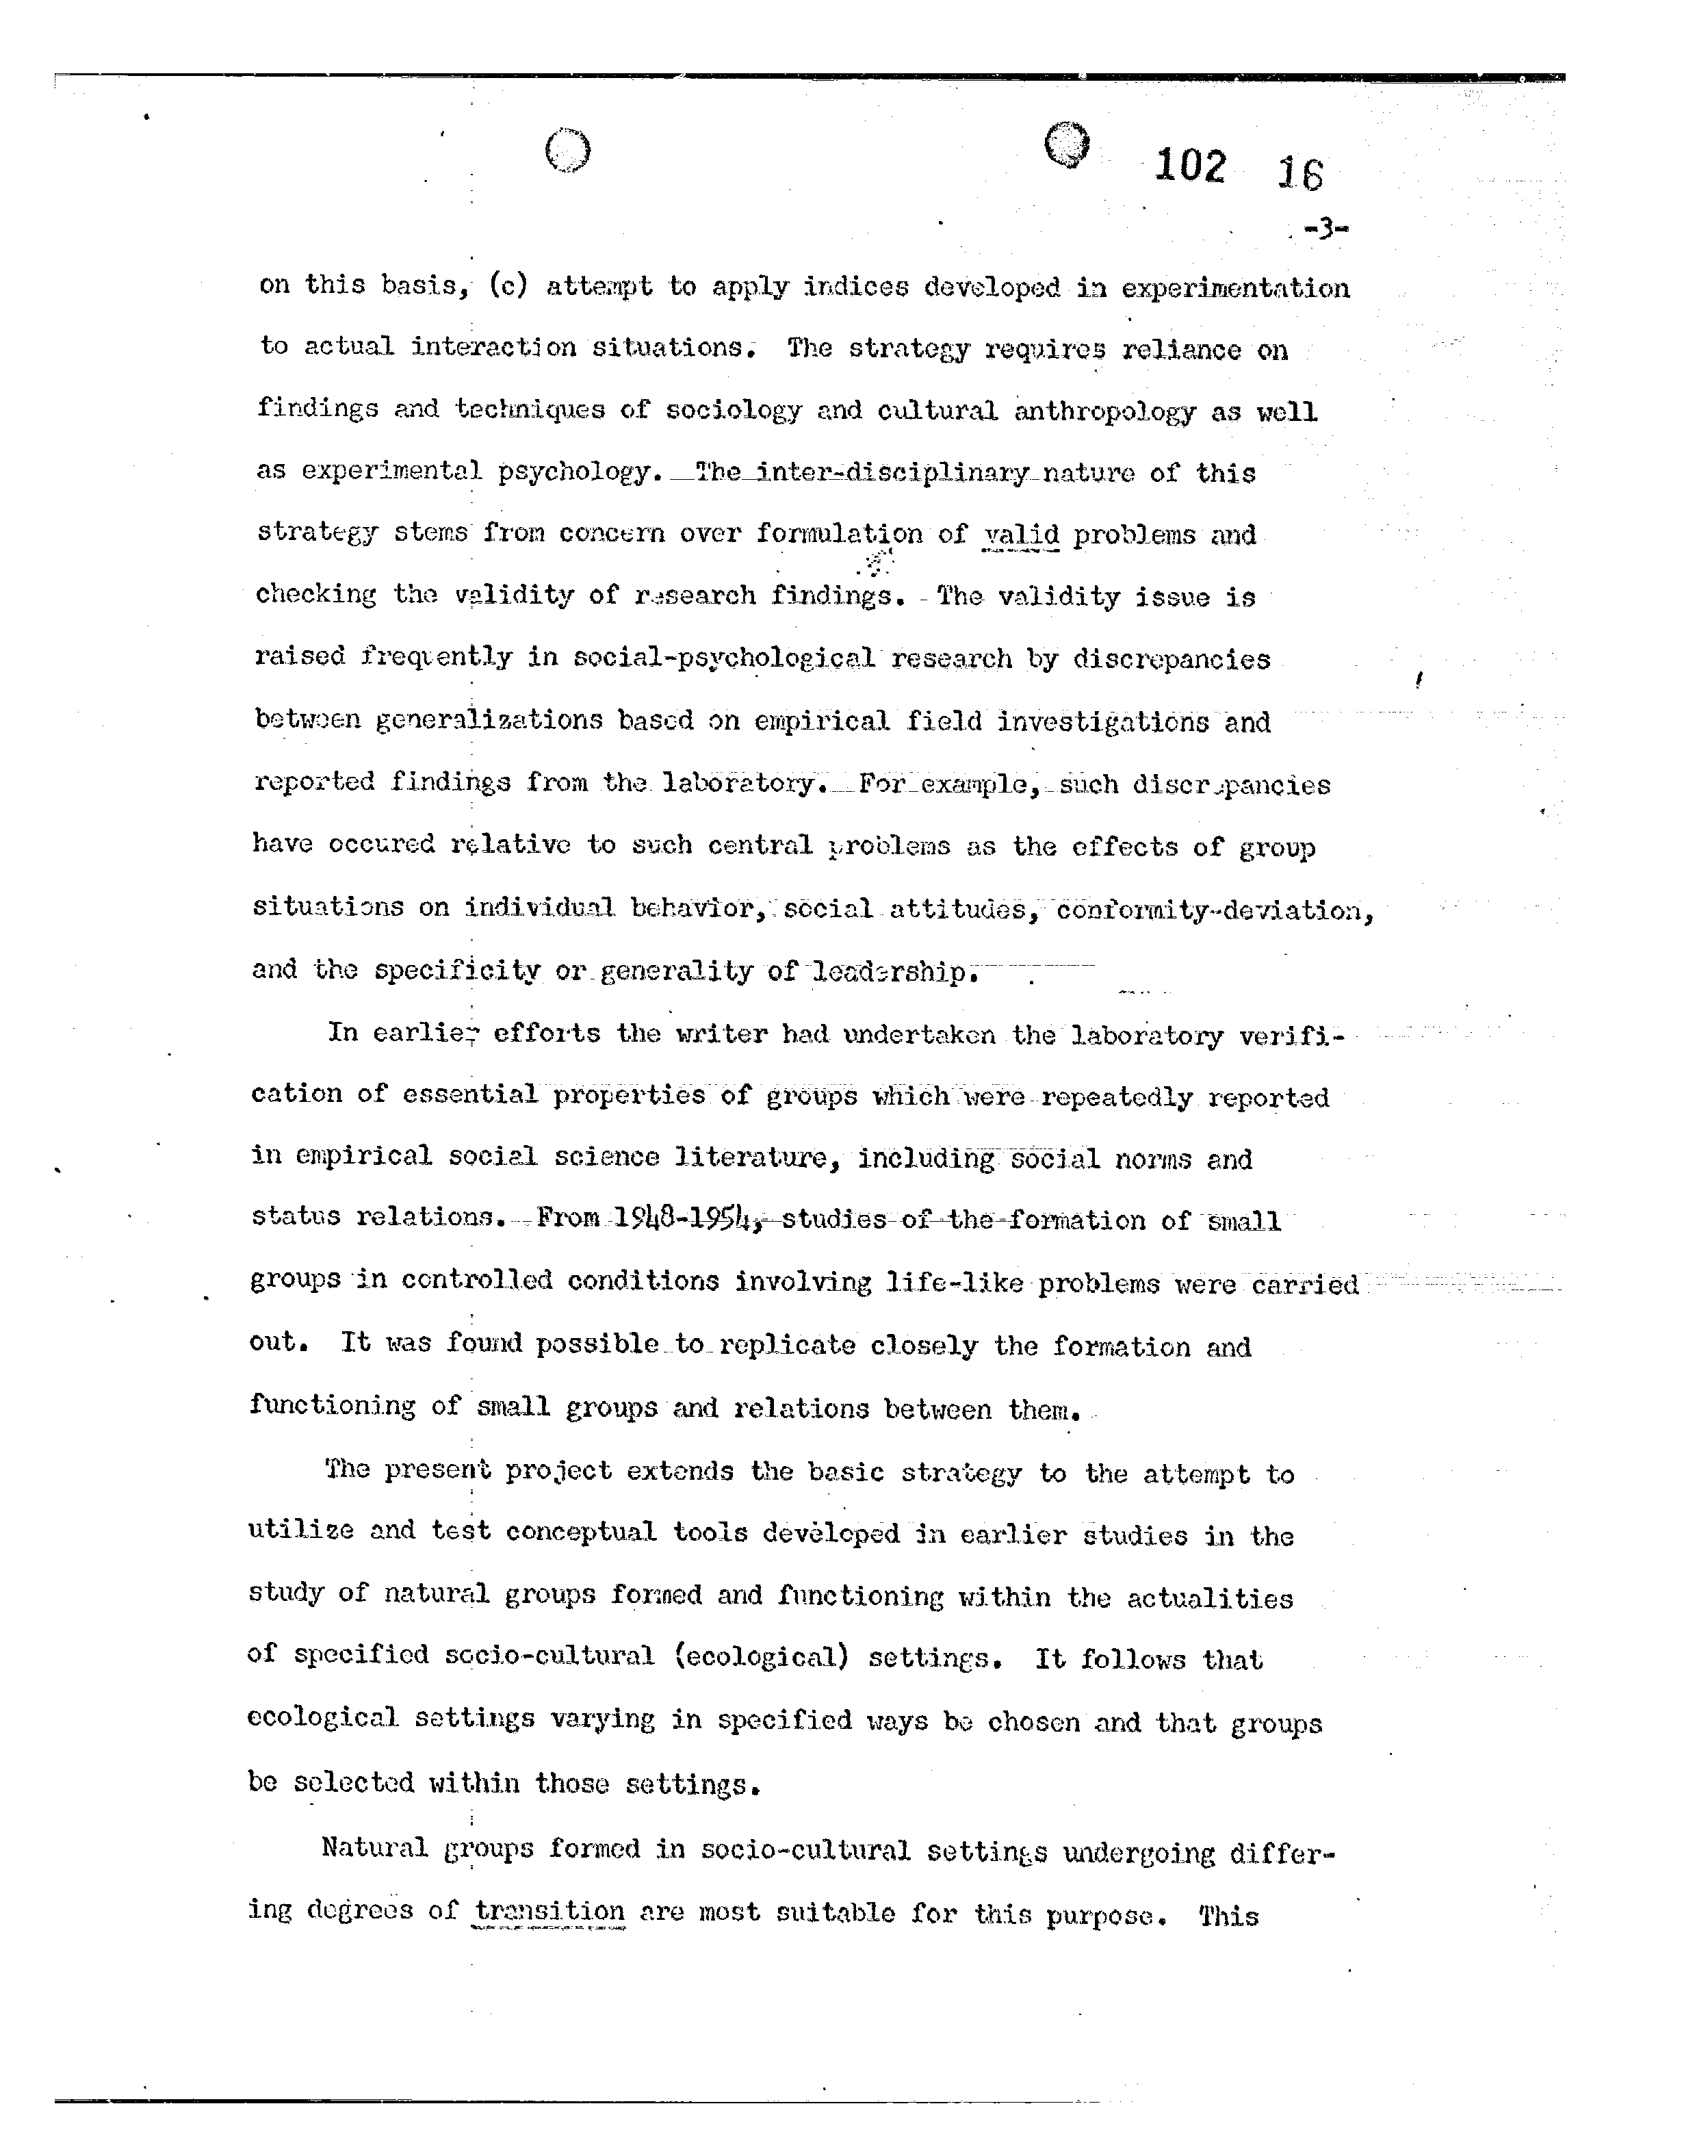 102 16
-3-
on this basis, (c) attempt to apply indices developed in experimentation
to actual interaction situations. The strategy requires reliance on
findings and techniques of sociology and cultural anthropology as well
as experimental psychology. The inter-disciplinary nature of this
strategy stems from concern over formulation of valid problems and
checking the validity of research findings. The validity issue is
raised frequently in social-psychological research by discrepancies
between generalizations based on empirical field investigations and
reported findings from the laboratory. For example, such discrepancies
have occured relative to such central problems as the effects of group
situations on individual behavior, social attitudes, conformity-deviation,
and the specificity or generality of leadership.
In earlier efforts the writer had undertaken the laboratory verifi-
cation of essential properties of groups which were repeatedly reported
in empirical social science literature, including social norms and
status relations. From 1948-1954, studies of the formation of small
groups in controlled conditions involving life-like problems were carried
out. It was found possible to replicate closely the formation and
functioning of small groups and relations between them.
The present project extends the basic strategy to the attempt to
utilize and test conceptual tools developed in earlier studies in the
study of natural groups formed and functioning within the actualities
of specified socio-cultural (ecological) settings. It follows that
ecological settings varying in specified ways be chosen and that groups
be selected within those settings.
Natural groups formed in socio-cultural settings undergoing differ-
ing degrees of transition are most suitable for this purpose. This